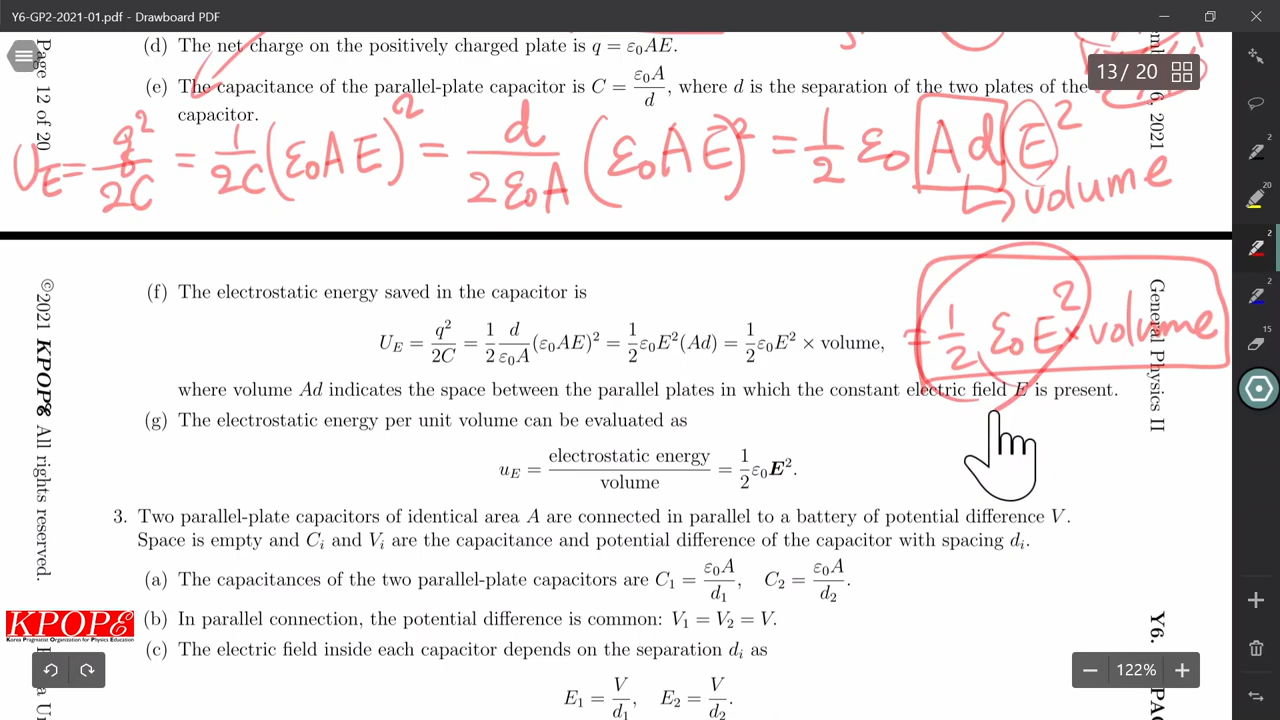 Y6-GP2-2021-01.pdf - Drawboard PDF
13 / 20
(d) The net charge on the positively charged plate is q = ε₀AE.
(e) The capacitance of the parallel-plate capacitor is C = ε₀A/d, where d is the separation of the two plates of the
capacitor.
U_E = q²/2C = 1/2C (ε₀AE)² = d/2ε₀A (ε₀AE)² = 1/2 ε₀ Ad E²
volume
Page 12 of 20
6, 2021
(f) The electrostatic energy saved in the capacitor is
U_E = q²/2C = 1/2 d/ε₀A (ε₀AE)² = 1/2 ε₀E²(Ad) = 1/2 ε₀E² × volume,
= 1/2 ε₀E² × volume
where volume Ad indicates the space between the parallel plates in which the constant electric field E is present.
(g) The electrostatic energy per unit volume can be evaluated as
u_E = electrostatic energy/volume = 1/2 ε₀E².
3. Two parallel-plate capacitors of identical area A are connected in parallel to a battery of potential difference V.
Space is empty and C_i and V_i are the capacitance and potential difference of the capacitor with spacing d_i.
(a) The capacitances of the two parallel-plate capacitors are C₁ = ε₀A/d₁, C₂ = ε₀A/d₂.
(b) In parallel connection, the potential difference is common: V₁ = V₂ = V.
(c) The electric field inside each capacitor depends on the separation d_i as
E₁ = V/d₁, E₂ = V/d₂.
©2021 KPOPE All rights reserved.
General Physics II
Y6.
KPOPE
Korea Pragmatist Organization for Physics Education
122%
20
2
2
2
15